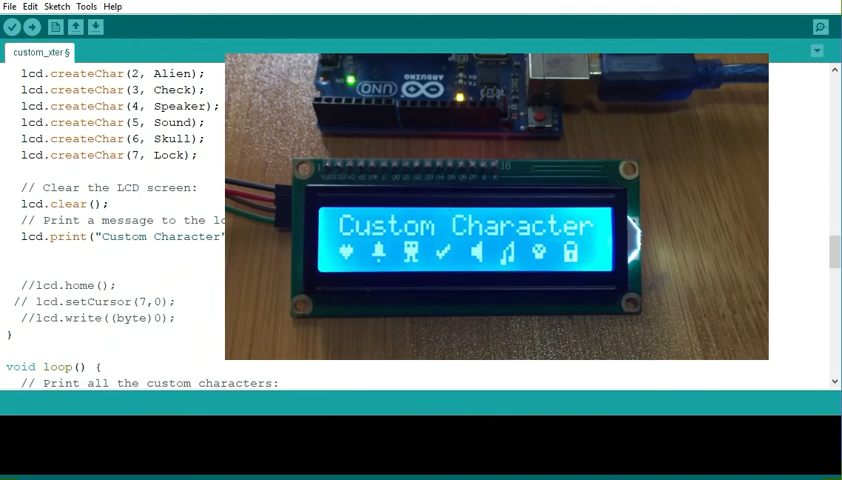 File Edit Sketch Tools Help
custom_xter §
lcd.createChar(2, Alien);
lcd.createChar(3, Check);
lcd.createChar(4, Speaker);
lcd.createChar(5, Sound);
lcd.createChar(6, Skull);
lcd.createChar(7, Lock);
// Clear the LCD screen:
lcd.clear();
// Print a message to the lc
lcd.print("Custom Character"
//lcd.home();
// lcd.setCursor(7,0);
//lcd.write((byte)0);
}
void loop() {
// Print all the custom characters:
UNO
16
Custom Character